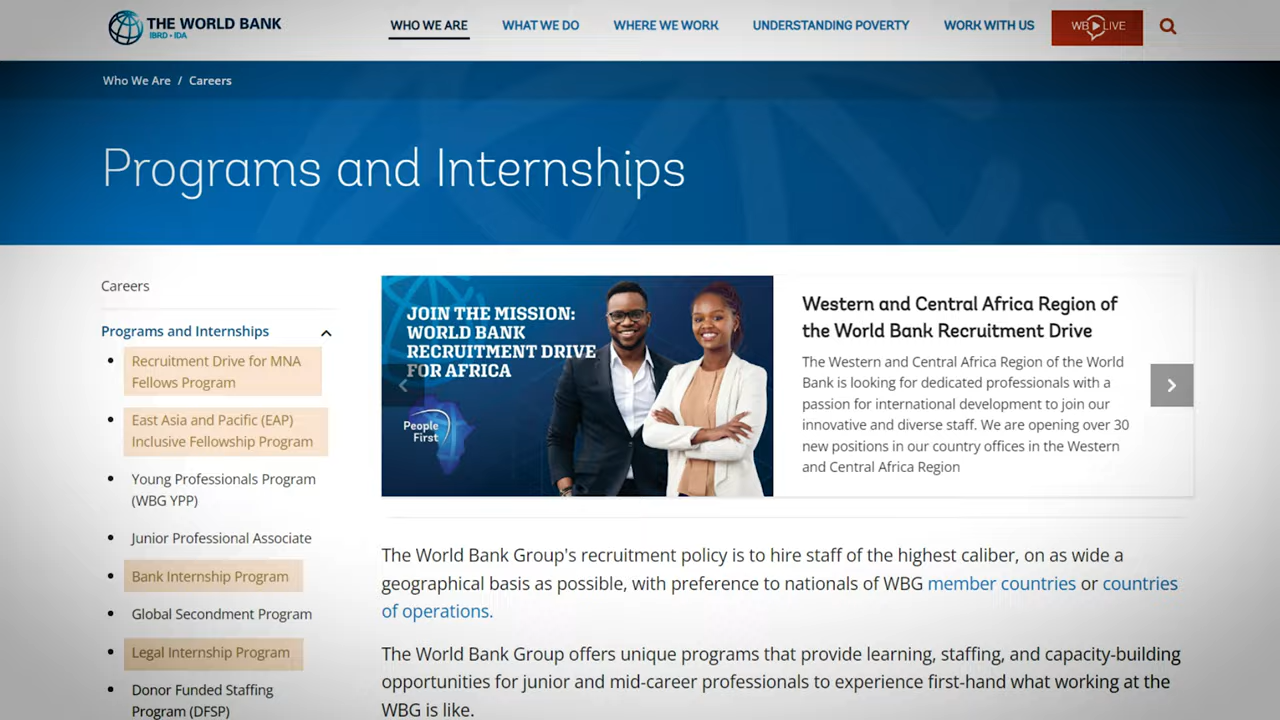 THE WORLD BANK
IBRD • IDA
WHO WE ARE
WHAT WE DO
WHERE WE WORK
UNDERSTANDING POVERTY
WORK WITH US
WB LIVE
Who We Are / Careers
Programs and Internships
Careers
Programs and Internships
Recruitment Drive for MNA
Fellows Program
East Asia and Pacific (EAP)
Inclusive Fellowship Program
Young Professionals Program
(WBG YPP)
Junior Professional Associate
Bank Internship Program
Global Secondment Program
Legal Internship Program
Donor Funded Staffing
Program (DFSP)
JOIN THE MISSION:
WORLD BANK
RECRUITMENT DRIVE
FOR AFRICA
People
First
Western and Central Africa Region of
the World Bank Recruitment Drive
The Western and Central Africa Region of the World
Bank is looking for dedicated professionals with a
passion for international development to join our
innovative and diverse staff. We are opening over 30
new positions in our country offices in the Western
and Central Africa Region
The World Bank Group's recruitment policy is to hire staff of the highest caliber, on as wide a
geographical basis as possible, with preference to nationals of WBG member countries or countries
of operations.
The World Bank Group offers unique programs that provide learning, staffing, and capacity-building
opportunities for junior and mid-career professionals to experience first-hand what working at the
WBG is like.